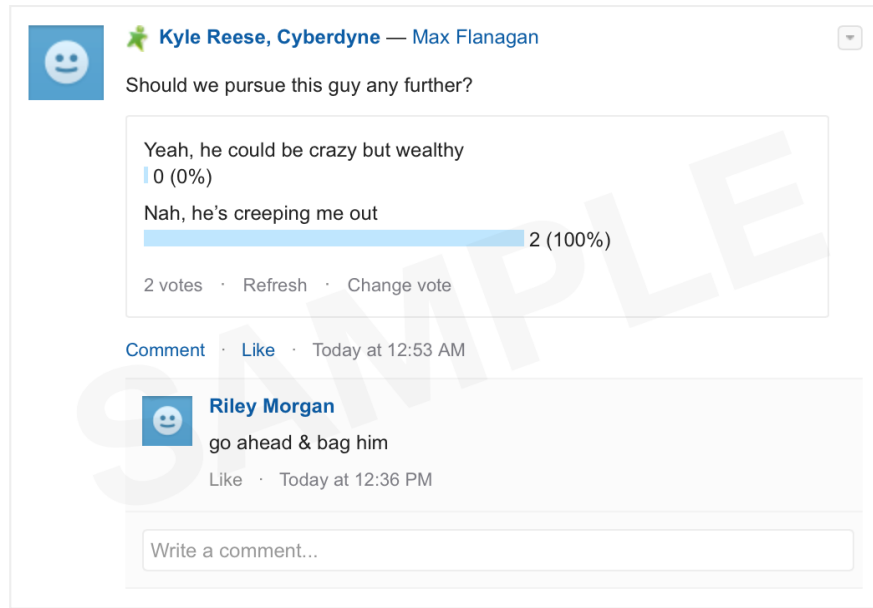 Kyle Reese, Cyberdyne — Max Flanagan
Should we pursue this guy any further?
Yeah, he could be crazy but wealthy
0 (0%)
Nah, he’s creeping me out
2 (100%)
2 votes · Refresh · Change vote
Comment · Like · Today at 12:53 AM
Riley Morgan
go ahead & bag him
Like · Today at 12:36 PM
Write a comment...
SAMPLE